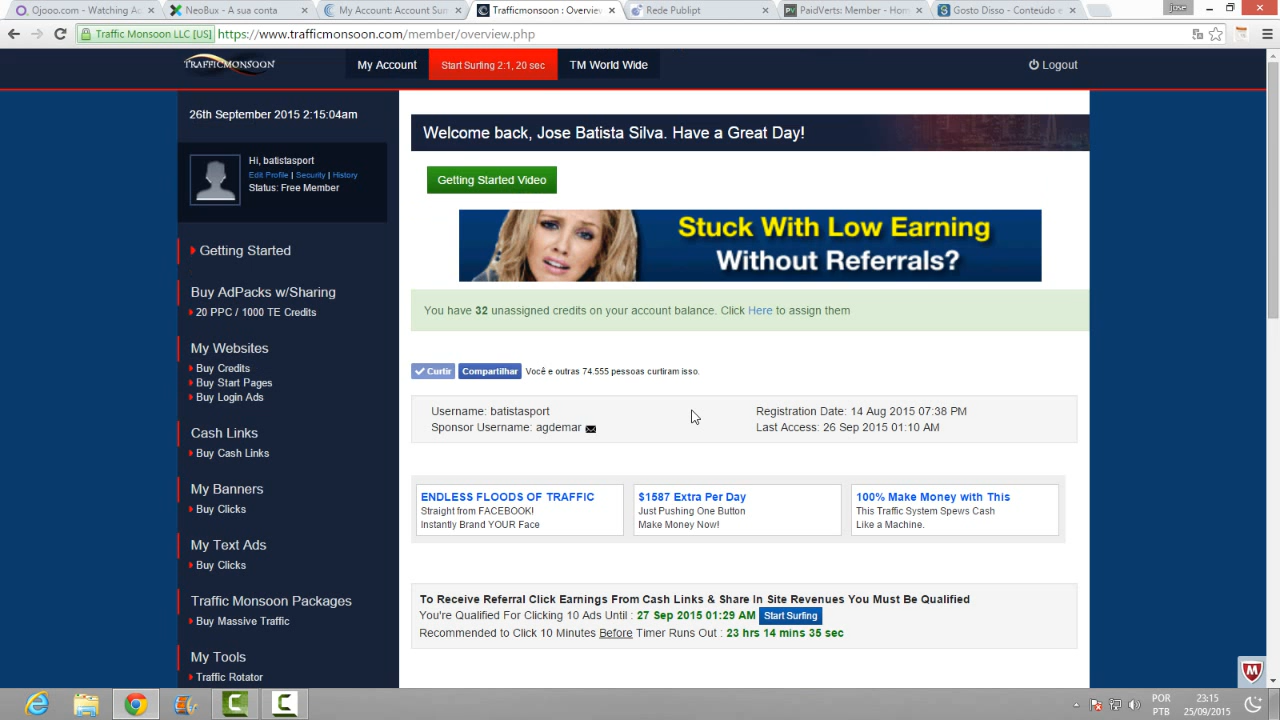 Ojooo.com - Watching Ac
NeoBux - A sua conta
My Account: Account Sum
Trafficmonsoon : Overview
Rede Publipt
PaidVerts: Member - Hom
Gosto Disso - Conteúdo e
Traffic Monsoon LLC [US]
https://www.trafficmonsoon.com/member/overview.php
TRAFFICMONSOON
My Account
Start Surfing 2:1, 20 sec
TM World Wide
Logout
26th September 2015 2:15:04am
Hi, batistasport
Edit Profile | Security | History
Status: Free Member
Getting Started
Buy AdPacks w/Sharing
20 PPC / 1000 TE Credits
My Websites
Buy Credits
Buy Start Pages
Buy Login Ads
Cash Links
Buy Cash Links
My Banners
Buy Clicks
My Text Ads
Buy Clicks
Traffic Monsoon Packages
Buy Massive Traffic
My Tools
Traffic Rotator
Welcome back, Jose Batista Silva. Have a Great Day!
Getting Started Video
Stuck With Low Earning
Without Referrals?
You have 32 unassigned credits on your account balance. Click Here to assign them
Curtir
Compartilhar
Você e outras 74.555 pessoas curtiram isso.
Username: batistasport
Sponsor Username: agdemar
Registration Date: 14 Aug 2015 07:38 PM
Last Access: 26 Sep 2015 01:10 AM
ENDLESS FLOODS OF TRAFFIC
Straight from FACEBOOK!
Instantly Brand YOUR Face
$1587 Extra Per Day
Just Pushing One Button
Make Money Now!
100% Make Money with This
This Traffic System Spews Cash
Like a Machine.
To Receive Referral Click Earnings From Cash Links & Share In Site Revenues You Must Be Qualified
You're Qualified For Clicking 10 Ads Until : 27 Sep 2015 01:29 AM Start Surfing
Recommended to Click 10 Minutes Before Timer Runs Out : 23 hrs 14 mins 35 sec
POR
PTB
23:15
25/09/2015